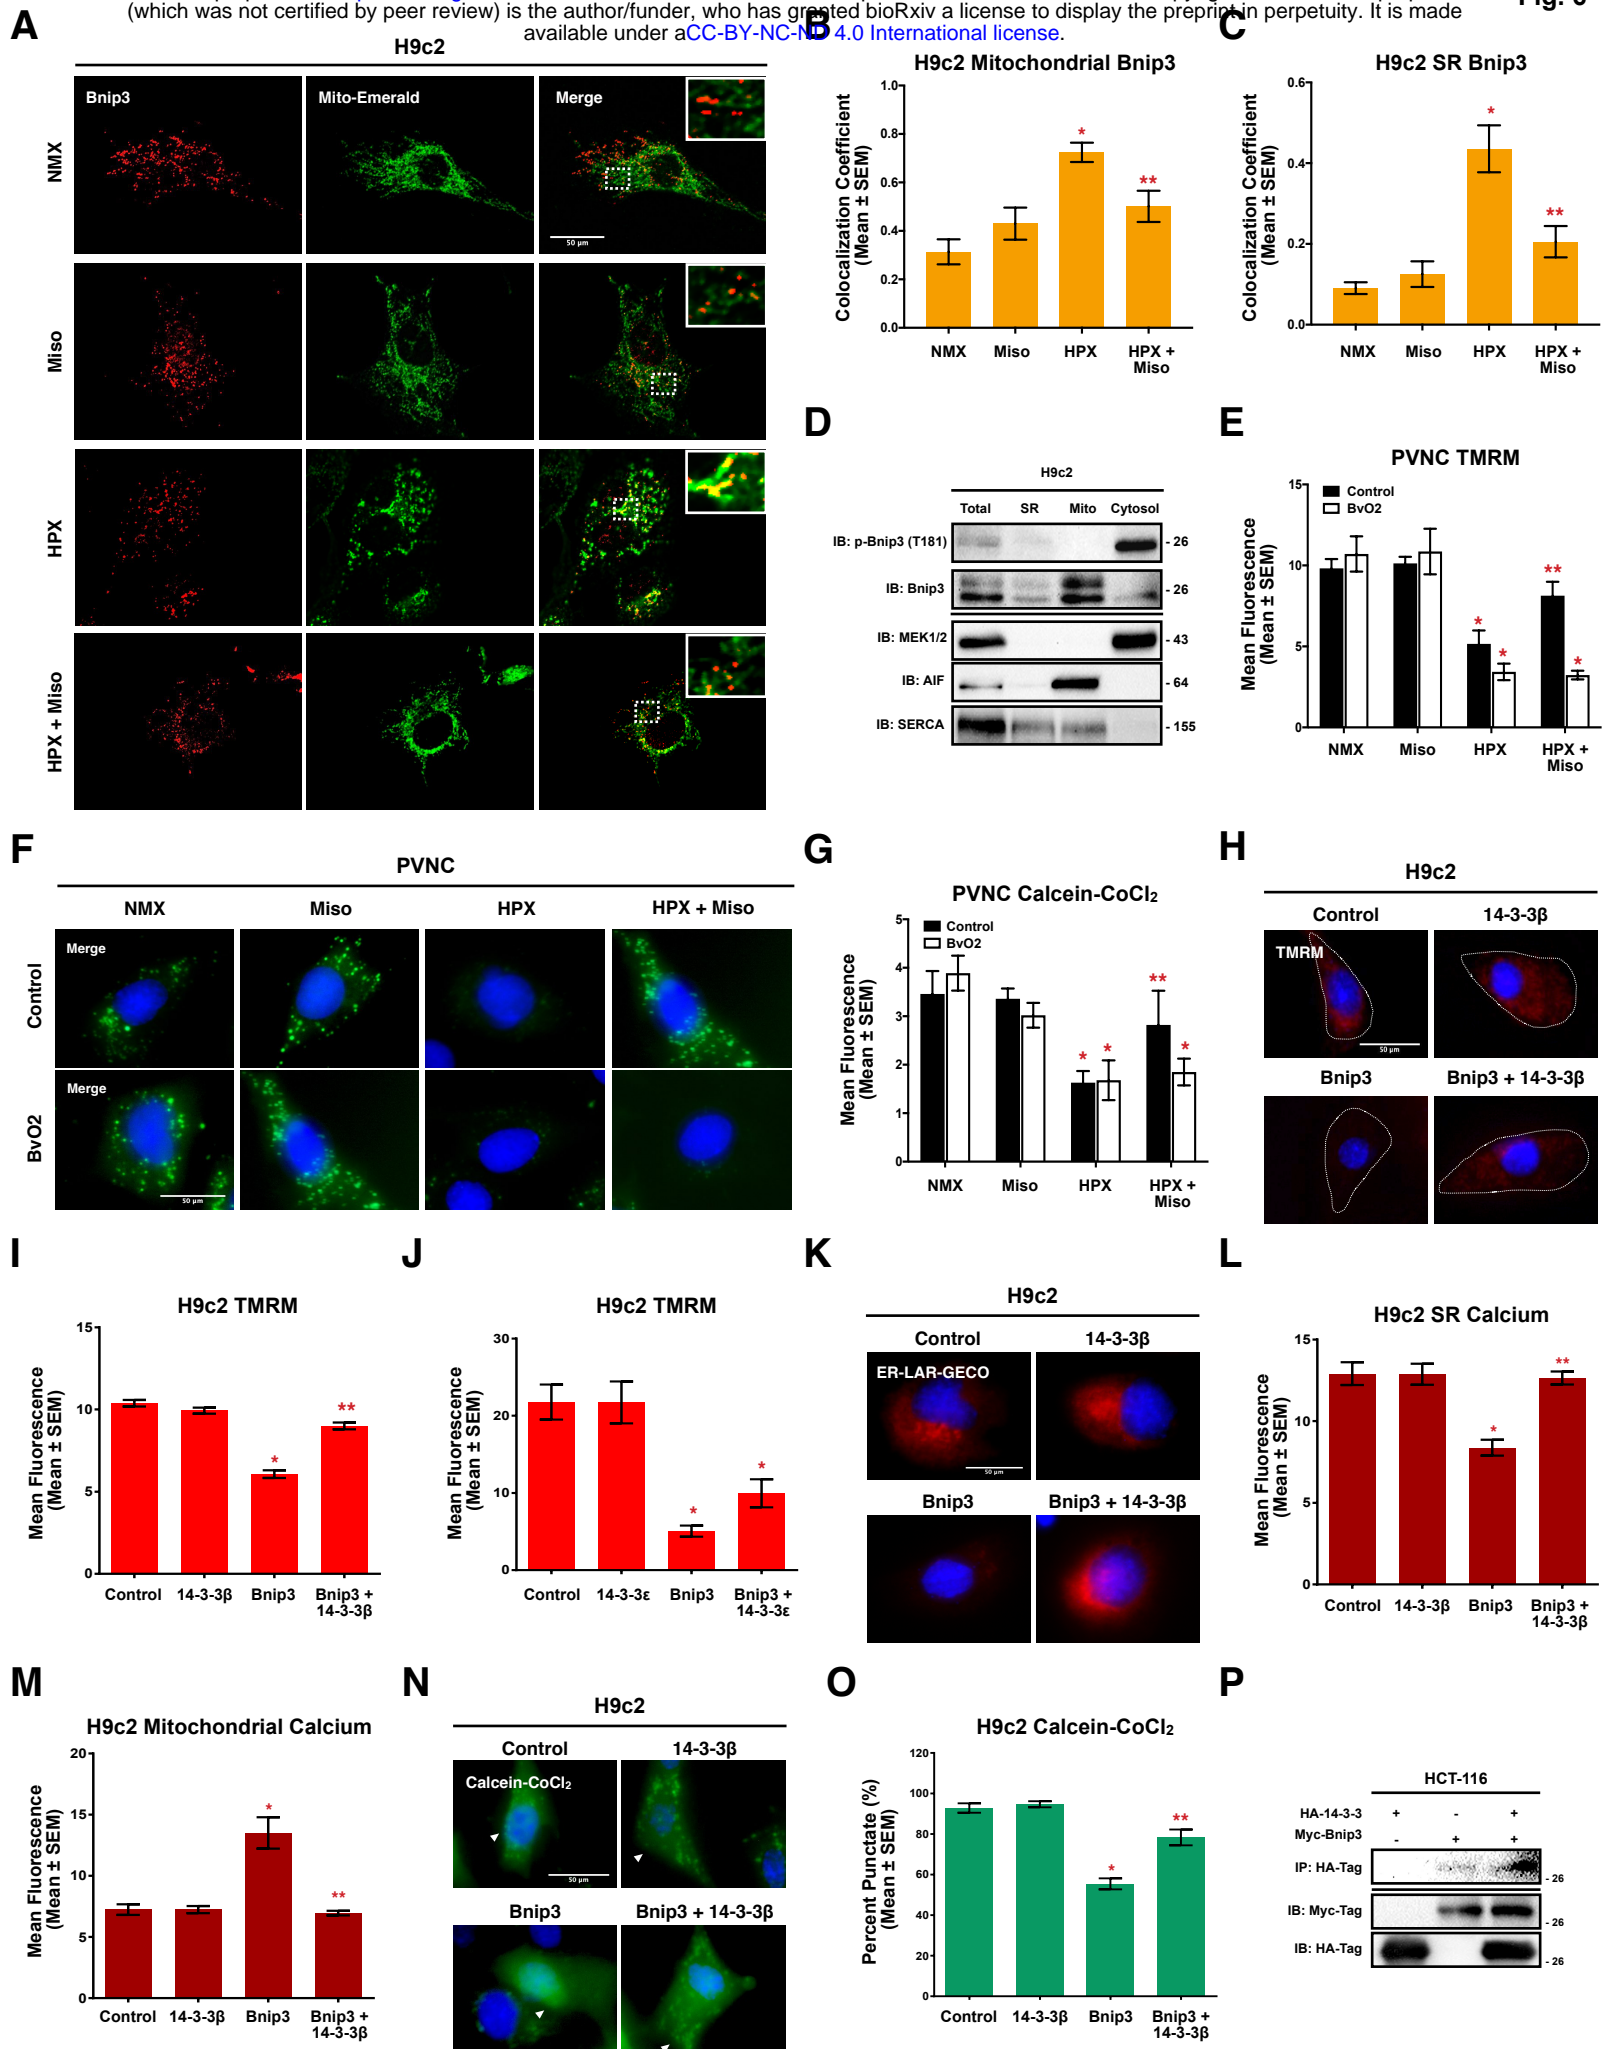 (which was not certified by peer review) is the author/funder, who has granted bioRxiv a license to display the preprint in perpetuity. It is made
available under aCC-BY-NC-ND 4.0 International license.
A
H9c2
Bnip3
Mito-Emerald
Merge
NMX
50 µm
Miso
HPX
HPX + Miso
B
H9c2 Mitochondrial Bnip3
Colocalization Coefficient
(Mean ± SEM)
1.0
0.8
0.6
0.4
0.2
0.0
*
**
NMX
Miso
HPX
HPX +
Miso
C
H9c2 SR Bnip3
Colocalization Coefficient
(Mean ± SEM)
0.6
0.4
0.2
0.0
*
**
NMX
Miso
HPX
HPX +
Miso
D
H9c2
Total SR Mito Cytosol
IB: p-Bnip3 (T181) - 26
IB: Bnip3 - 26
IB: MEK1/2 - 43
IB: AIF - 64
IB: SERCA - 155
E
PVNC TMRM
Control
BvO2
Mean Fluorescence
(Mean ± SEM)
15
10
5
0
*
*
**
*
NMX
Miso
HPX
HPX +
Miso
F
PVNC
NMX
Miso
HPX
HPX + Miso
Control
Merge
BvO2
Merge
50 µm
G
PVNC Calcein-CoCl2
Control
BvO2
Mean Fluorescence
(Mean ± SEM)
5
4
3
2
1
0
*
*
**
*
NMX
Miso
HPX
HPX +
Miso
H
H9c2
Control
14-3-3β
TMRM
50 µm
Bnip3
Bnip3 + 14-3-3β
I
H9c2 TMRM
Mean Fluorescence
(Mean ± SEM)
15
10
5
0
*
**
Control
14-3-3β
Bnip3
Bnip3 +
14-3-3β
J
H9c2 TMRM
Mean Fluorescence
(Mean ± SEM)
30
20
10
0
*
*
Control
14-3-3ε
Bnip3
Bnip3 +
14-3-3ε
K
H9c2
Control
14-3-3β
ER-LAR-GECO
50 µm
Bnip3
Bnip3 + 14-3-3β
L
H9c2 SR Calcium
Mean Fluorescence
(Mean ± SEM)
15
10
5
0
*
**
Control
14-3-3β
Bnip3
Bnip3 +
14-3-3β
M
H9c2 Mitochondrial Calcium
Mean Fluorescence
(Mean ± SEM)
20
15
10
5
0
*
**
Control
14-3-3β
Bnip3
Bnip3 +
14-3-3β
N
H9c2
Control
14-3-3β
Calcein-CoCl2
50 µm
Bnip3
Bnip3 + 14-3-3β
O
H9c2 Calcein-CoCl2
Percent Punctate (%)
(Mean ± SEM)
120
100
80
60
40
20
0
*
**
Control
14-3-3β
Bnip3
Bnip3 +
14-3-3β
P
HCT-116
HA-14-3-3 + - +
Myc-Bnip3 - + +
IP: HA-Tag - 26
IB: Myc-Tag - 26
IB: HA-Tag - 26